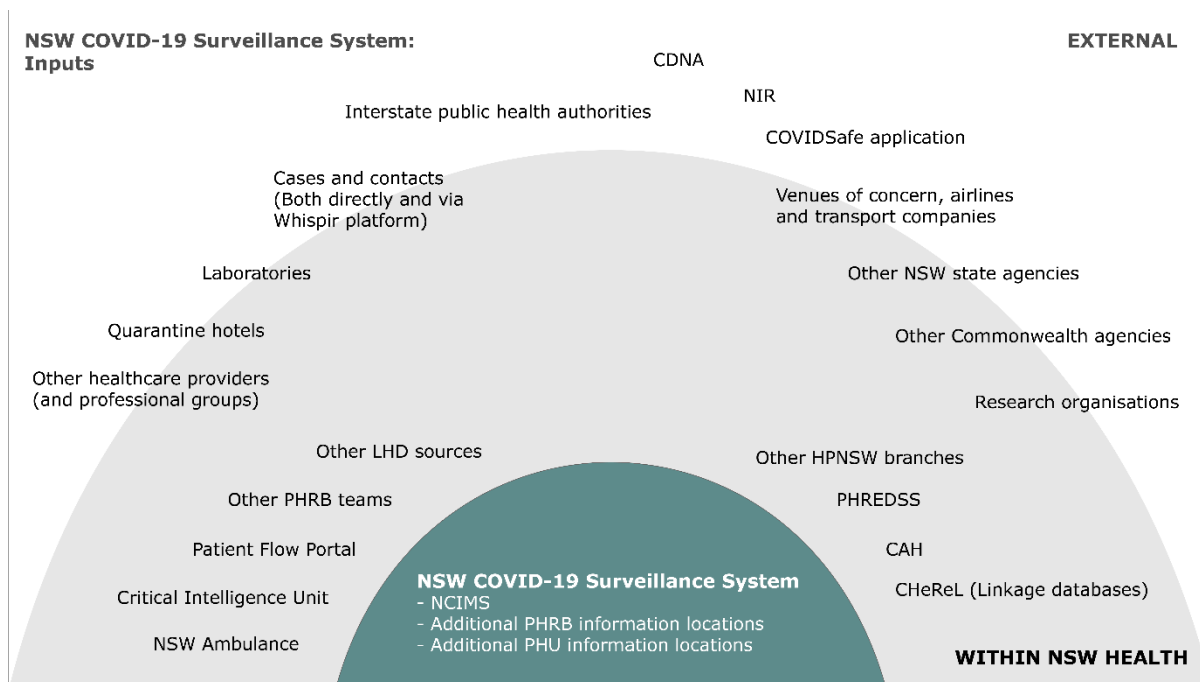 NSW COVID-19 Surveillance System:
Inputs
EXTERNAL
CDNA
NIR
Interstate public health authorities
COVIDSafe application
Cases and contacts
(Both directly and via
Whispir platform)
Venues of concern, airlines
and transport companies
Laboratories
Other NSW state agencies
Quarantine hotels
Other Commonwealth agencies
Other healthcare providers
(and professional groups)
Research organisations
Other LHD sources
Other HPNSW branches
Other PHRB teams
PHREDSS
Patient Flow Portal
CAH
Critical Intelligence Unit
CHeReL (Linkage databases)
NSW Ambulance
NSW COVID-19 Surveillance System
- NCIMS
- Additional PHRB information locations
- Additional PHU information locations
WITHIN NSW HEALTH